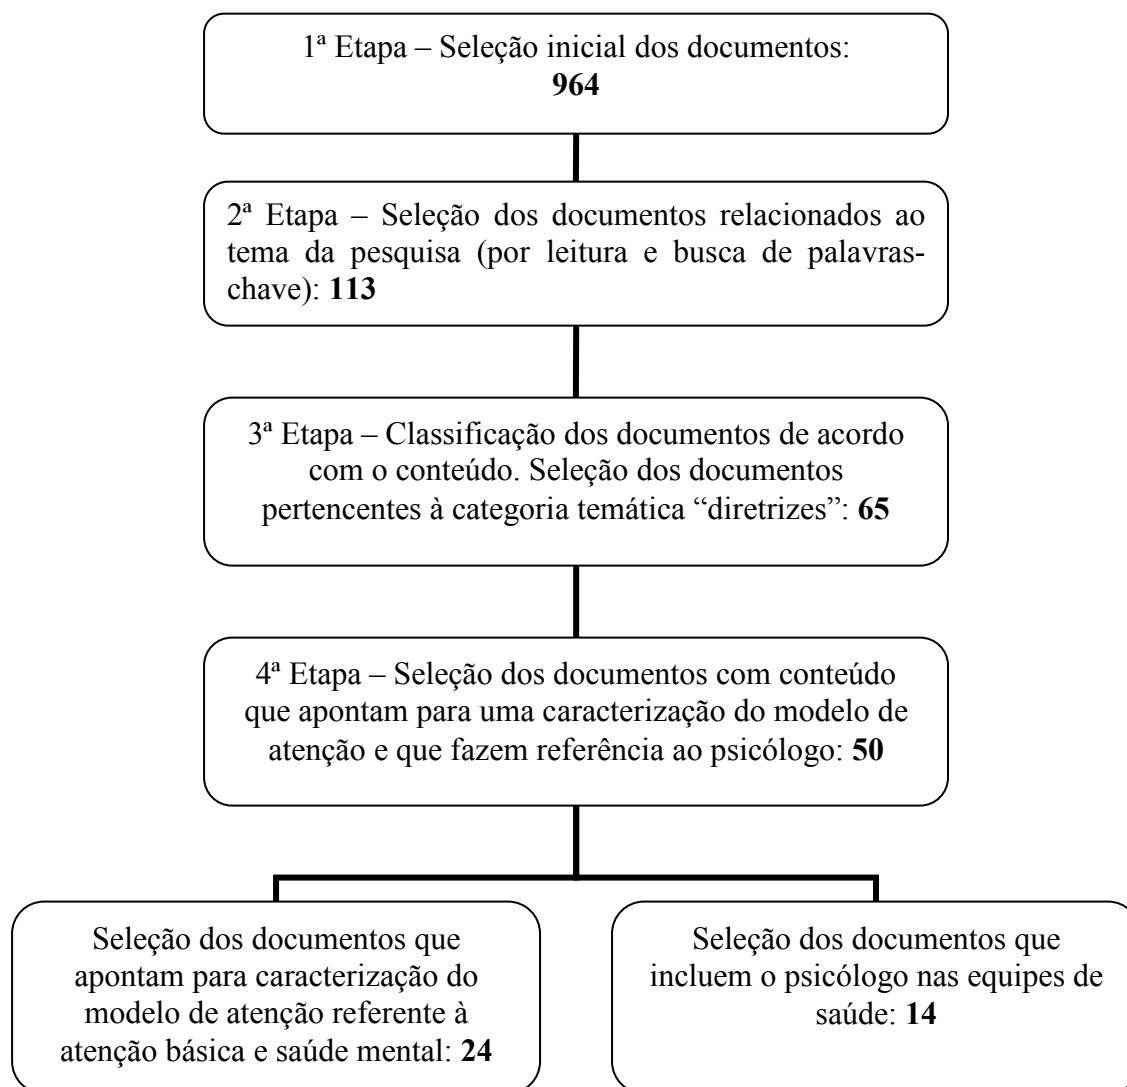 1ª Etapa – Seleção inicial dos documentos:
964
2ª Etapa – Seleção dos documentos relacionados ao
tema da pesquisa (por leitura e busca de palavras-
chave): 113
3ª Etapa – Classificação dos documentos de acordo
com o conteúdo. Seleção dos documentos
pertencentes à categoria temática “diretrizes”: 65
4ª Etapa – Seleção dos documentos com conteúdo
que apontam para uma caracterização do modelo de
atenção e que fazem referência ao psicólogo: 50
Seleção dos documentos que
apontam para caracterização do
modelo de atenção referente à
atenção básica e saúde mental: 24
Seleção dos documentos que
incluem o psicólogo nas equipes de
saúde: 14